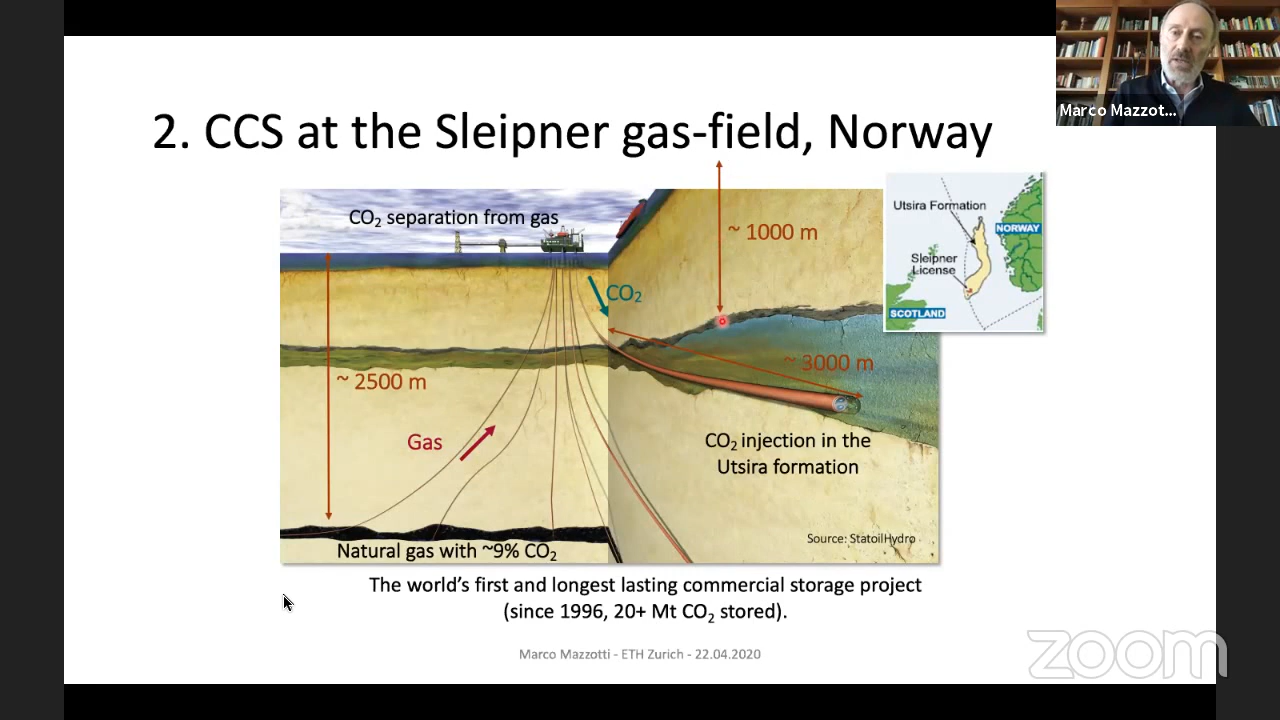 Marco Mazzot...
2. CCS at the Sleipner gas-field, Norway
CO₂ separation from gas
~ 1000 m
Utsira Formation
NORWAY
Sleipner
License
SCOTLAND
CO₂
~ 3000 m
~ 2500 m
Gas
CO₂ injection in the
Utsira formation
Source: StatoilHydro
Natural gas with ~9% CO₂
The world's first and longest lasting commercial storage project
(since 1996, 20+ Mt CO₂ stored).
Marco Mazzotti - ETH Zurich - 22.04.2020
zoom